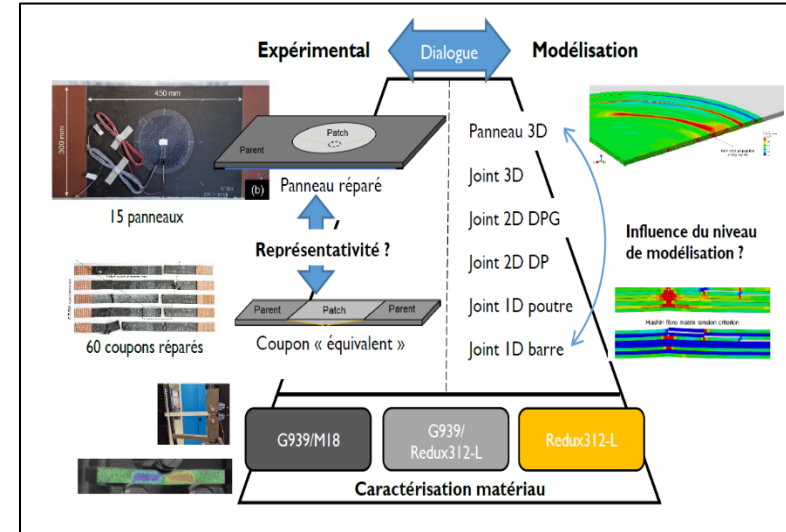 Expérimental
Dialogue
Modélisation
450 mm
300 mm
(b)
15 panneaux
Patch
Parent
Panneau réparé
Représentativité ?
Parent
Patch
Parent
Coupon « équivalent »
60 coupons réparés
Panneau 3D
Joint 3D
Joint 2D DPG
Joint 2D DP
Joint 1D poutre
Joint 1D barre
Influence du niveau
de modélisation ?
Hashin fibre matrix tension criterion
G939/M18
G939/
Redux312-L
Redux312-L
Caractérisation matériau